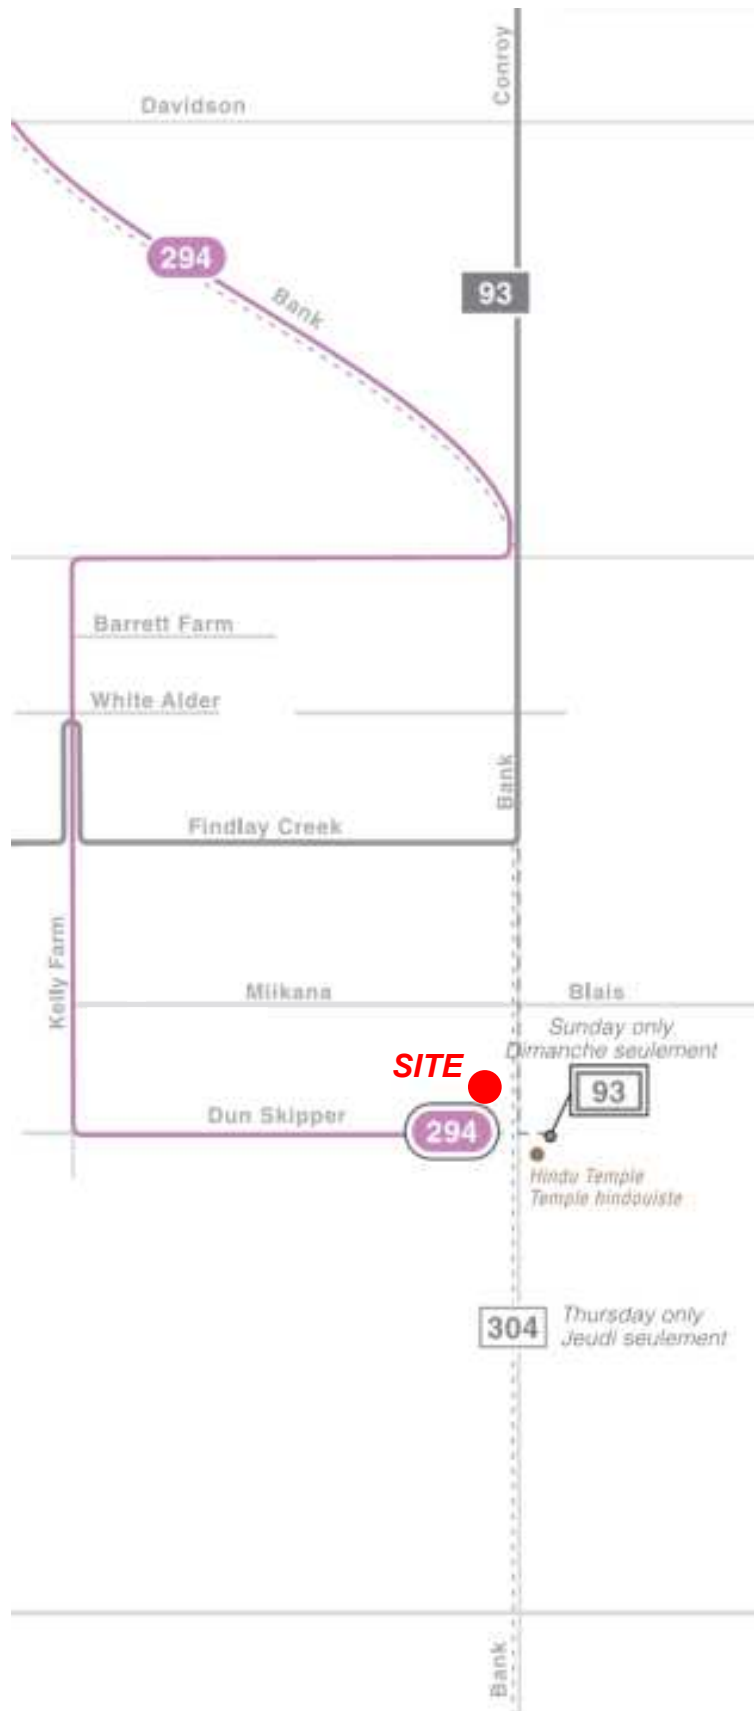 Conroy
Davidson
294
Bank
93
Barrett Farm
White Alder
Bank
Findlay Creek
Kelly Farm
Miikana
Blais
Sunday only
Dimanche seulement
SITE
93
Dun Skipper
294
Hindu Temple
Temple hindouiste
304
Thursday only
Jeudi seulement
Bank